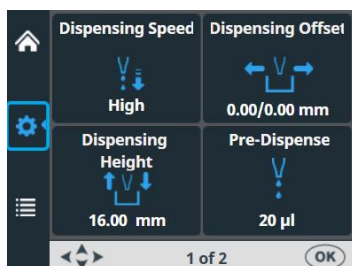 Dispensing Speed
High
Dispensing Offset
0.00/0.00 mm
Dispensing
Height
16.00 mm
Pre-Dispense
20 µl
1 of 2
OK